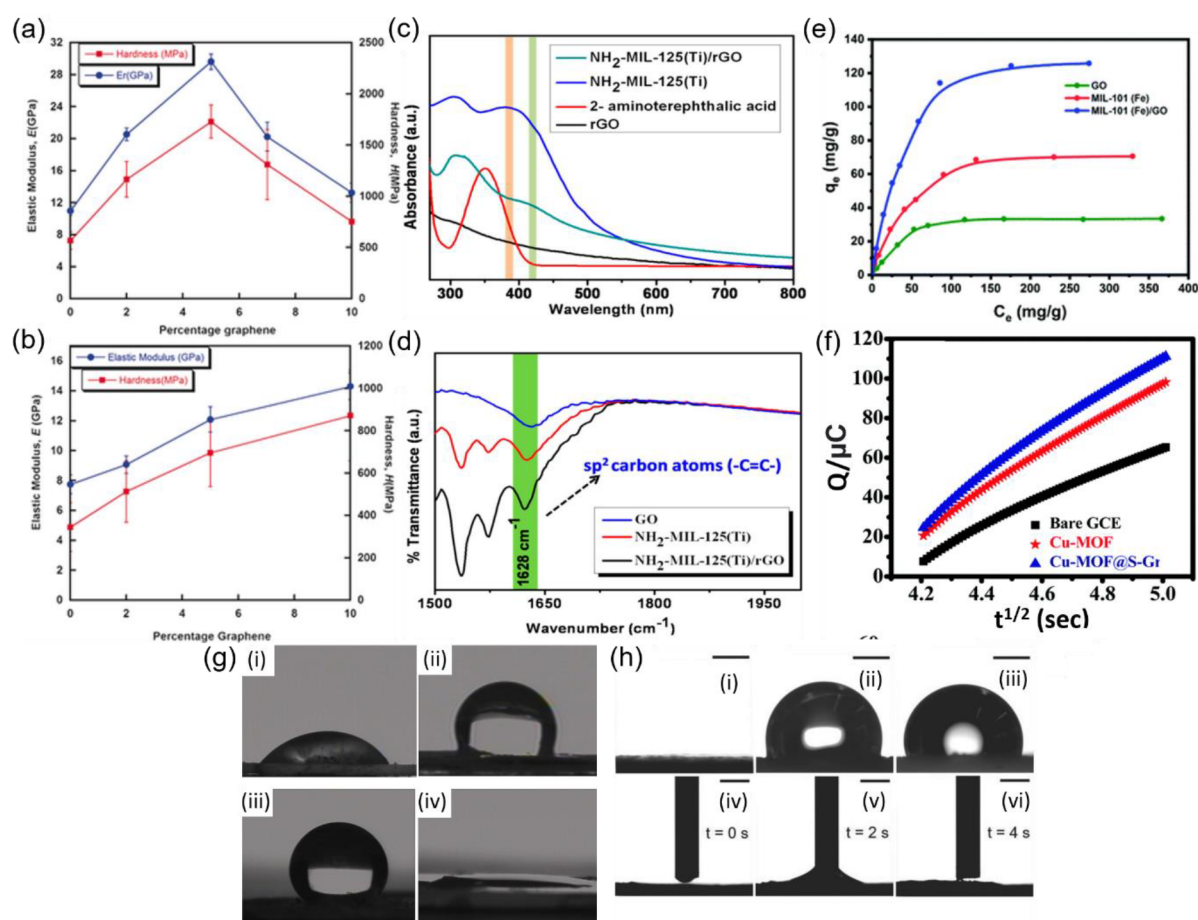 (a)
Hardness (MPa)
Er(GPa)
Elastic Modulus, E(GPa)
Hardness, H(MPa)
32
28
24
20
16
12
8
4
0
2500
2000
1500
1000
500
0
0 2 4 6 8 10
Percentage graphene
(b)
Elastic Modulus (GPa)
Hardness(MPa)
Elastic Modulus, E (GPa)
Hardness, H(MPa)
16
14
12
10
8
6
4
2
0
1200
1000
800
600
400
200
0
0 2 4 6 8 10
Percentage Graphene
(c)
NH2-MIL-125(Ti)/rGO
NH2-MIL-125(Ti)
2- aminoterephthalic acid
rGO
Absorbance (a.u.)
300 400 500 600 700 800
Wavelength (nm)
(d)
% Transmittance (a.u.)
sp2 carbon atoms (-C=C-)
1628 cm-1
GO
NH2-MIL-125(Ti)
NH2-MIL-125(Ti)/rGO
1500 1650 1800 1950
Wavenumber (cm-1)
(e)
GO
MIL-101 (Fe)
MIL-101 (Fe)/GO
qe (mg/g)
140
120
100
80
60
40
20
0
0 50 100 150 200 250 300 350 400
Ce (mg/g)
(f)
Q/µC
120
100
80
60
40
20
0
Bare GCE
Cu-MOF
Cu-MOF@S-Gr
4.2 4.4 4.6 4.8 5.0
t1/2 (sec)
(g)
(i)
(ii)
(iii)
(iv)
(h)
(i)
(ii)
(iii)
(iv)
t = 0 s
(v)
t = 2 s
(vi)
t = 4 s